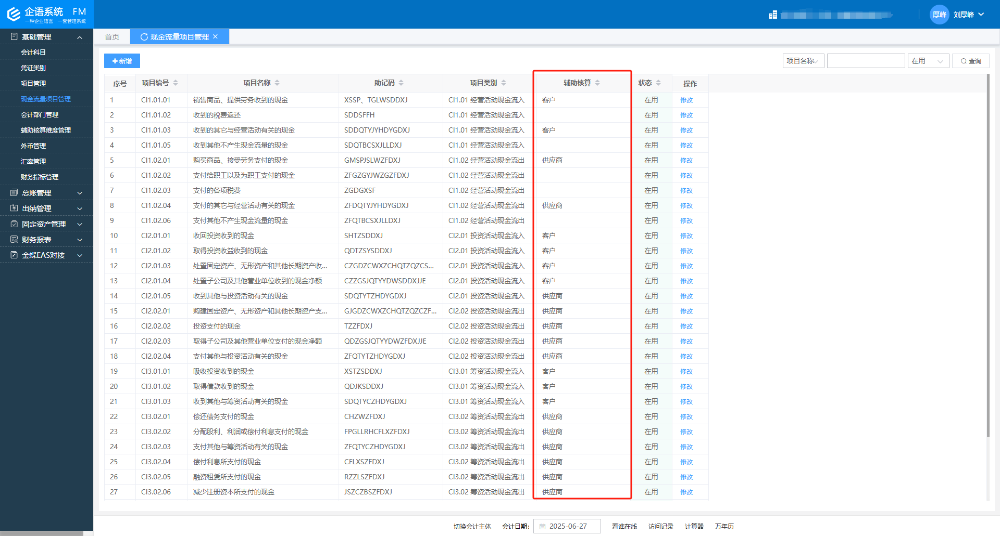 企语系统 FM
一种企业语言 一套管理系统
厚峰 刘厚峰
基础管理
会计科目
凭证类别
项目管理
现金流量项目管理
会计部门管理
辅助核算维度管理
外币管理
汇率管理
财务指标管理
总账管理
出纳管理
固定资产管理
财务报表
金蝶EAS对接
首页 现金流量项目管理
新增 项目名称 在用 查询
序号 项目编号 项目名称 助记码 项目类别 辅助核算 状态 操作
1 CI1.01.01 销售商品、提供劳务收到的现金 XSSP、TGLWSDDXJ CI1.01 经营活动现金流入 客户 在用 修改
2 CI1.01.02 收到的税费返还 SDDSFFH CI1.01 经营活动现金流入 在用 修改
3 CI1.01.03 收到的其它与经营活动有关的现金 SDDQTYJYHDYGDXJ CI1.01 经营活动现金流入 客户 在用 修改
4 CI1.01.05 收到其他不产生现金流量的现金 SDQTBCSXJLLDXJ CI1.01 经营活动现金流入 在用 修改
5 CI1.02.01 购买商品、接受劳务支付的现金 GMSPJSLWZFDXJ CI1.02 经营活动现金流出 供应商 在用 修改
6 CI1.02.02 支付给职工以及为职工支付的现金 ZFGZGYJWZGZFDXJ CI1.02 经营活动现金流出 在用 修改
7 CI1.02.03 支付的各项税费 ZGDGXSF CI1.02 经营活动现金流出 在用 修改
8 CI1.02.04 支付的其它与经营活动有关的现金 ZFDQTYJYHDYGDXJ CI1.02 经营活动现金流出 供应商 在用 修改
9 CI1.02.06 支付其他不产生现金流量的现金 ZFQTBCSXJLLDXJ CI1.02 经营活动现金流出 在用 修改
10 CI2.01.01 收回投资收到的现金 SHTZSDDXJ CI2.01 投资活动现金流入 客户 在用 修改
11 CI2.01.02 取得投资收益收到的现金 QDTZSYSDDXJ CI2.01 投资活动现金流入 客户 在用 修改
12 CI2.01.03 处置固定资产、无形资产和其他长期资产收... CZGDZCWXZCHQTZQZCS... CI2.01 投资活动现金流入 客户 在用 修改
13 CI2.01.04 处置子公司及其他营业单位收到的现金净额 CZZGSJQTYYDWSDDXJJE CI2.01 投资活动现金流入 客户 在用 修改
14 CI2.01.05 收到其他与投资活动有关的现金 SDQTYTZHDYGDXJ CI2.01 投资活动现金流入 供应商 在用 修改
15 CI2.02.01 购建固定资产、无形资产和其他长期资产支... GJGDZCWXZCHQTZQZCZF... CI2.02 投资活动现金流出 供应商 在用 修改
16 CI2.02.02 投资支付的现金 TZZFDXJ CI2.02 投资活动现金流出 供应商 在用 修改
17 CI2.02.03 取得子公司及其他营业单位支付的现金净额 QDZGSJQTYYDWZFDXJJE CI2.02 投资活动现金流出 供应商 在用 修改
18 CI2.02.04 支付其他与投资活动有关的现金 ZFQTYTZHDYGDXJ CI2.02 投资活动现金流出 供应商 在用 修改
19 CI3.01.01 吸收投资收到的现金 XSTZSDDXJ CI3.01 筹资活动现金流入 客户 在用 修改
20 CI3.01.02 取得借款收到的现金 QDJKSDDXJ CI3.01 筹资活动现金流入 客户 在用 修改
21 CI3.01.03 收到其他与筹资活动有关的现金 SDQTYCZHDYGDXJ CI3.01 筹资活动现金流入 客户 在用 修改
22 CI3.02.01 偿还债务支付的现金 CHZWZFDXJ CI3.02 筹资活动现金流出 供应商 在用 修改
23 CI3.02.02 分配股利、利润或偿付利息支付的现金 FPGLLRHCFLXZFDXJ CI3.02 筹资活动现金流出 供应商 在用 修改
24 CI3.02.03 支付其他与筹资活动有关的现金 ZFQTYCZHDYGDXJ CI3.02 筹资活动现金流出 供应商 在用 修改
25 CI3.02.04 偿付利息所支付的现金 CFLXSZFDXJ CI3.02 筹资活动现金流出 供应商 在用 修改
26 CI3.02.05 融资租赁所支付的现金 RZZLSZFDXJ CI3.02 筹资活动现金流出 供应商 在用 修改
27 CI3.02.06 减少注册资本所支付的现金 JSZCZBSZFDXJ CI3.02 筹资活动现金流出 供应商 在用 修改
切换会计主体 会计日期: 2025-06-27 看谁在线 访问记录 计算器 万年历